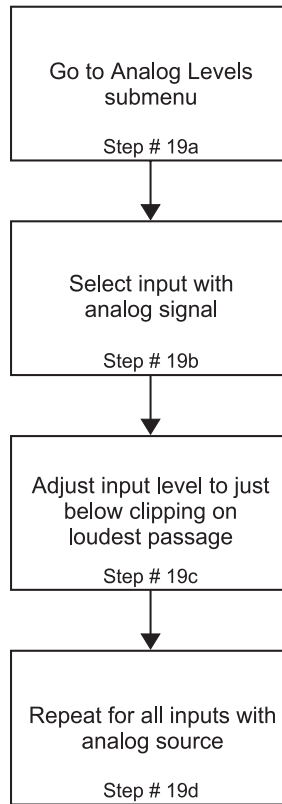 Go to Analog Levels
submenu
Step # 19a
Select input with
analog signal
Step # 19b
Adjust input level to just
below clipping on
loudest passage
Step # 19c
Repeat for all inputs with
analog source
Step # 19d